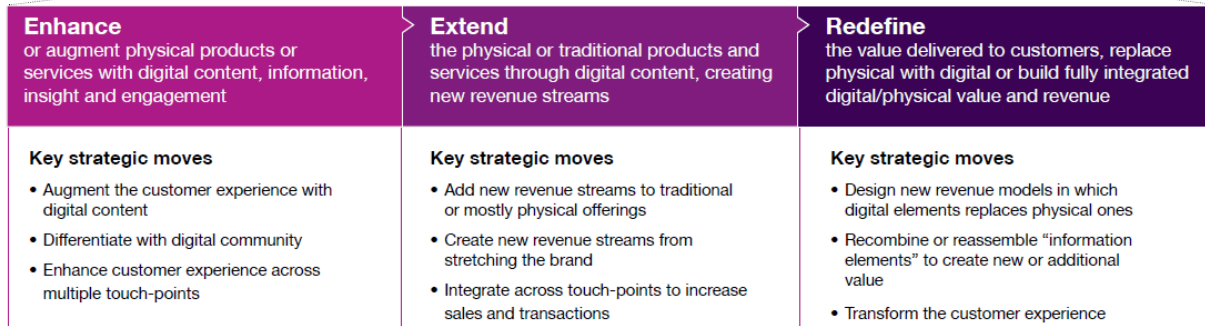 Enhance
or augment physical products or
services with digital content, information,
insight and engagement
Key strategic moves
• Augment the customer experience with
digital content
• Differentiate with digital community
• Enhance customer experience across
multiple touch-points
Extend
the physical or traditional products and
services through digital content, creating
new revenue streams
Key strategic moves
• Add new revenue streams to traditional
or mostly physical offerings
• Create new revenue streams from
stretching the brand
• Integrate across touch-points to increase
sales and transactions
Redefine
the value delivered to customers, replace
physical with digital or build fully integrated
digital/physical value and revenue
Key strategic moves
• Design new revenue models in which
digital elements replaces physical ones
• Recombine or reassemble “information
elements” to create new or additional
value
• Transform the customer experience